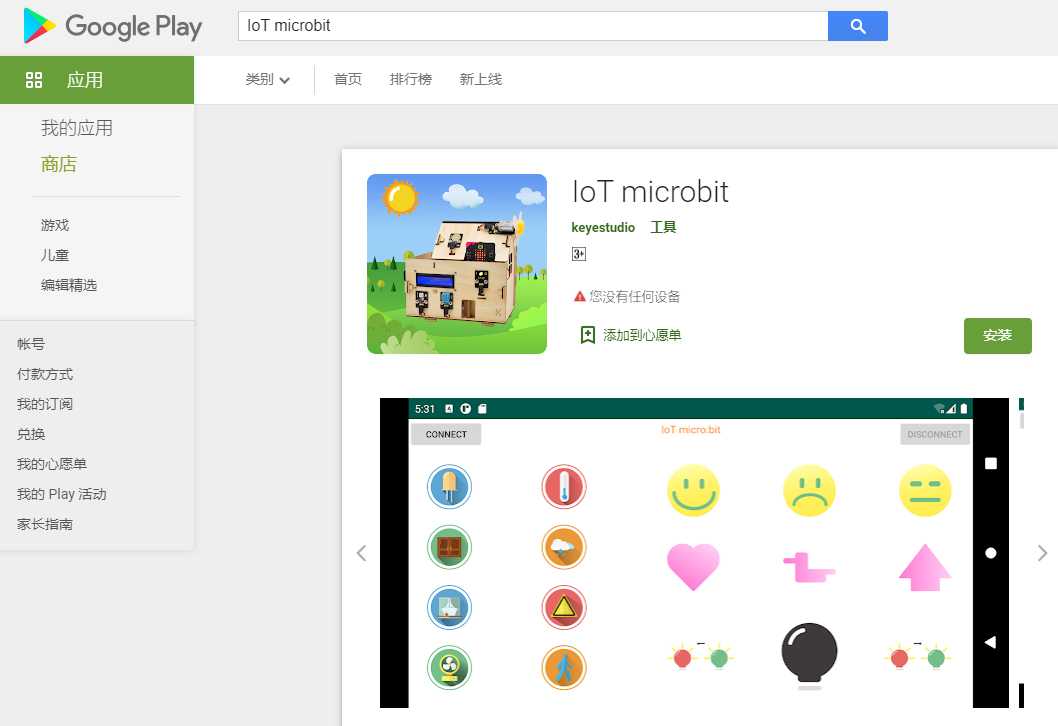 Google Play
IoT microbit
应用
类别
首页
排行榜
新上线
我的应用
商店
游戏
儿童
编辑精选
帐号
付款方式
我的订阅
兑换
我的心愿单
我的 Play 活动
家长指南
IoT microbit
keyestudio 工具
3+
您没有任何设备
添加到心愿单
安装
5:31
CONNECT
IoT micro:bit
DISCONNECT